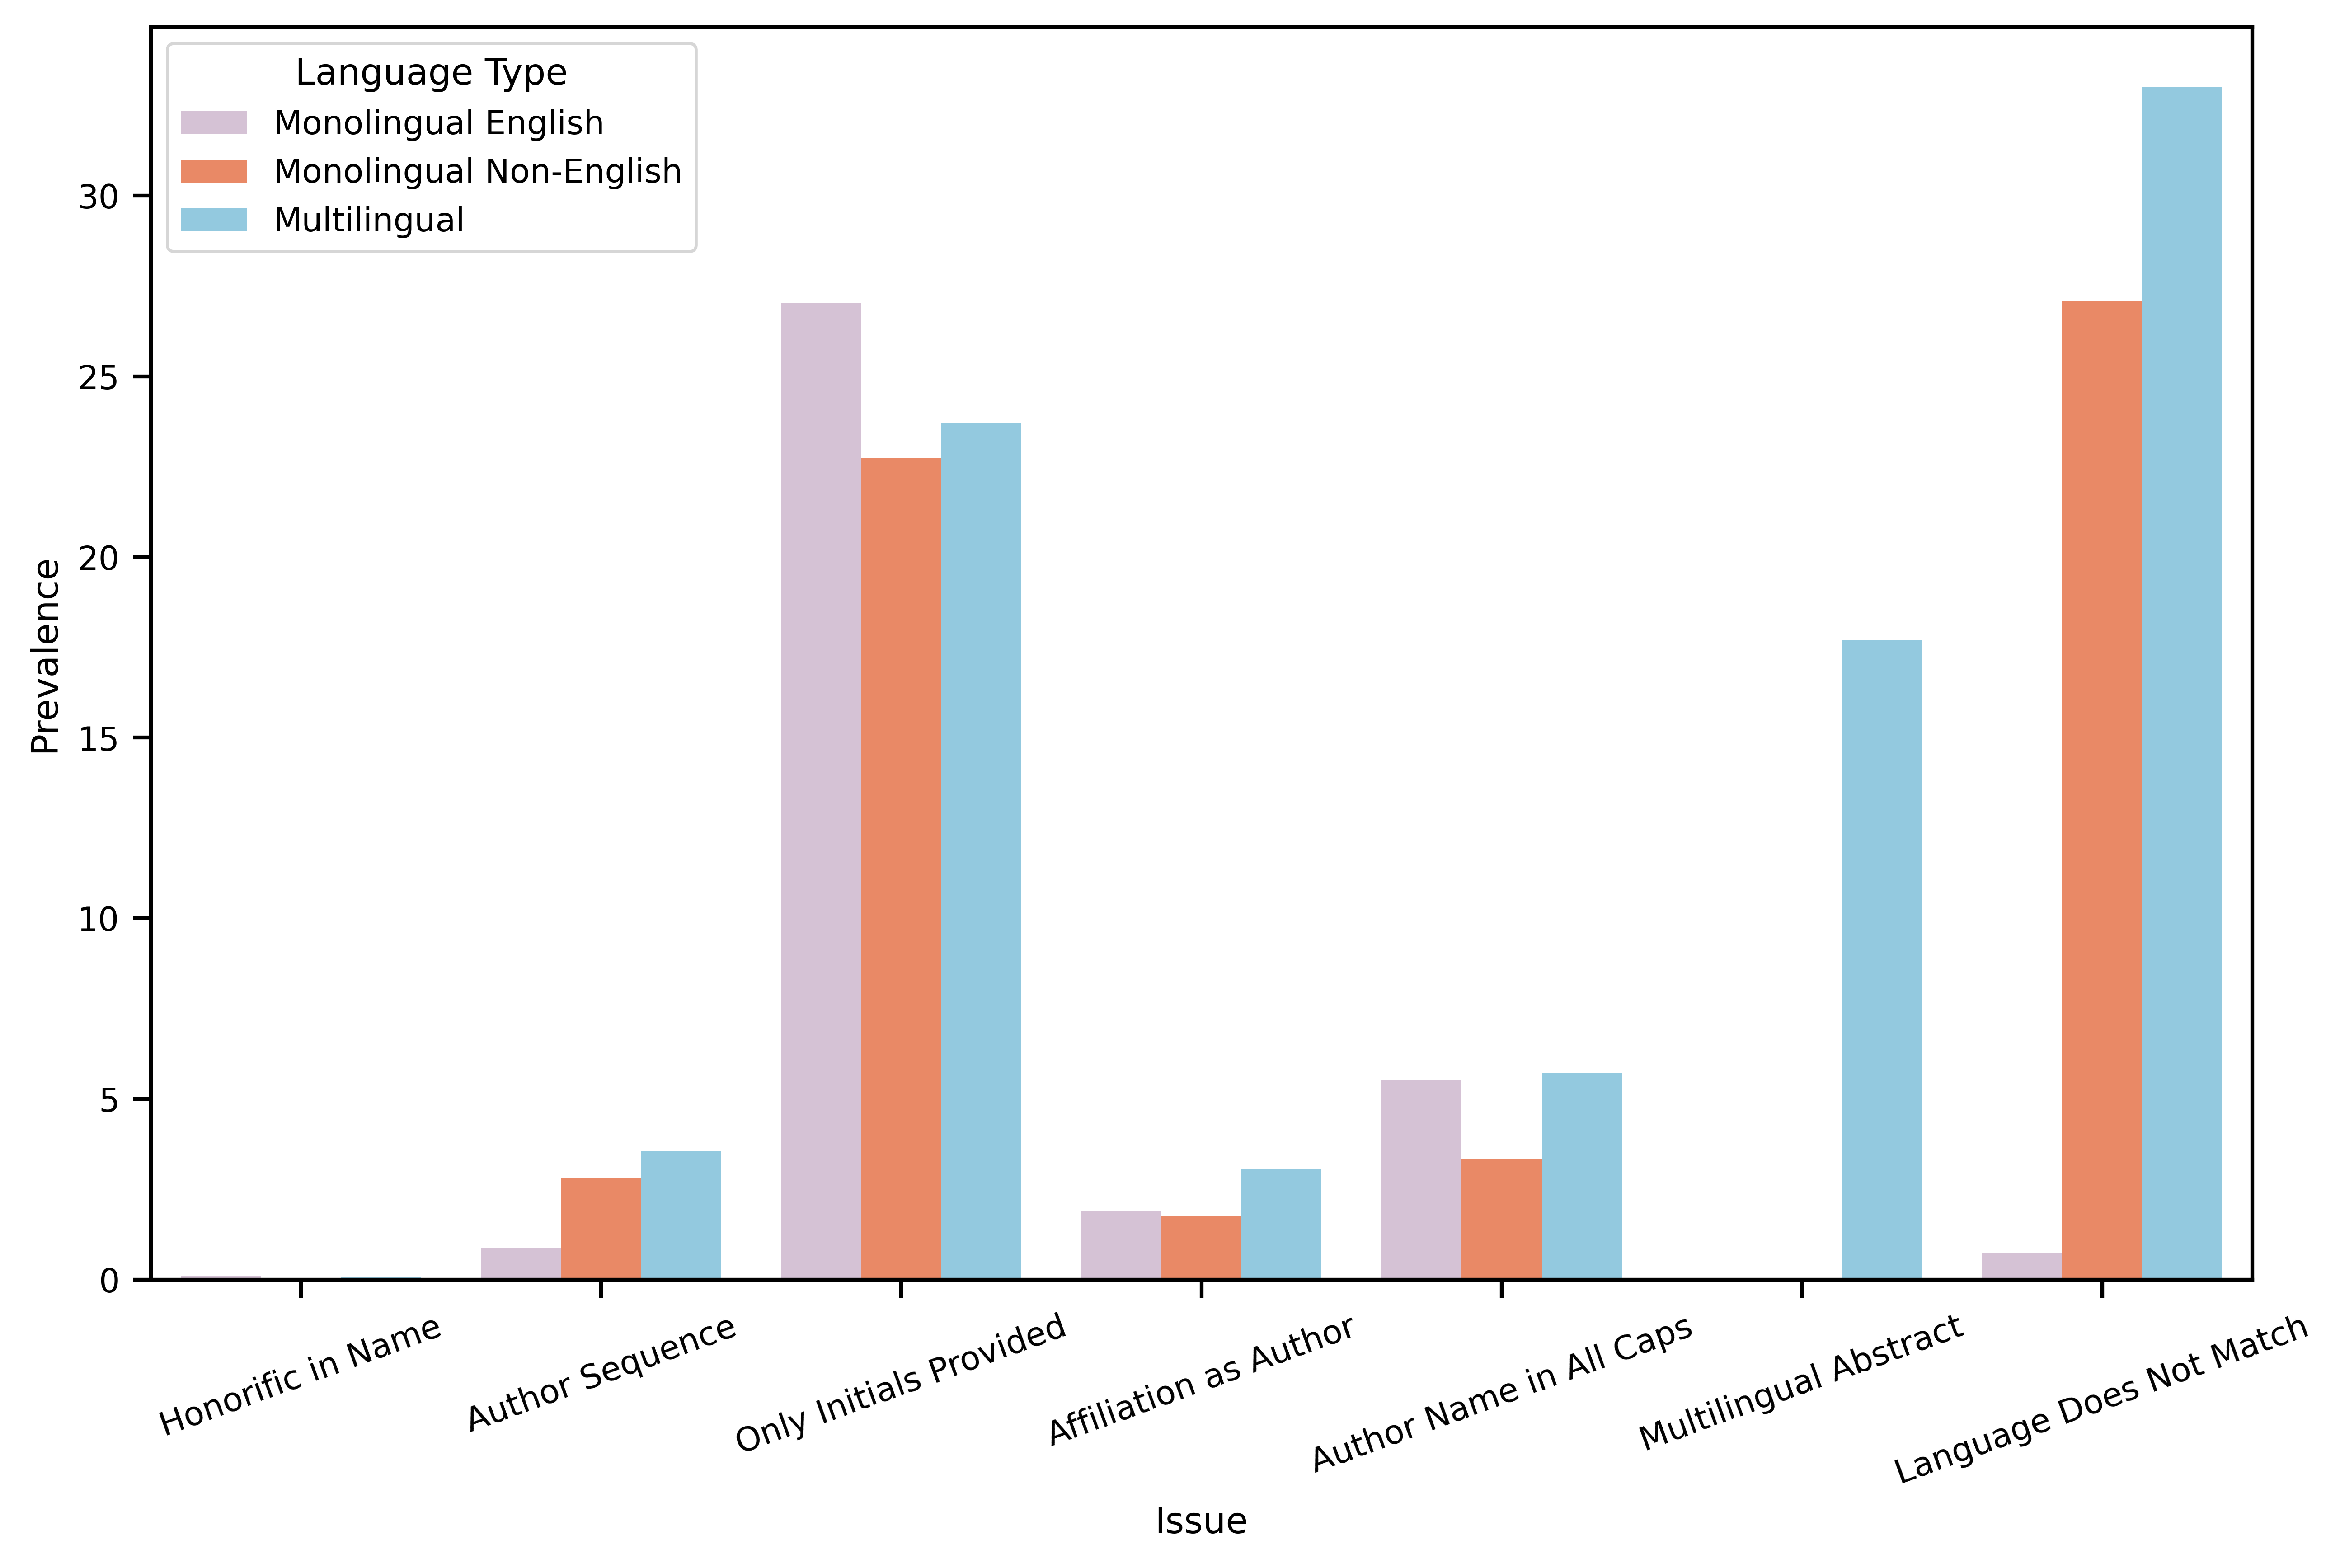 Language Type
Monolingual English
Monolingual Non-English
Multilingual
Prevalence
30
25
20
15
10
5
0
Honorific in Name
Author Sequence
Only Initials Provided
Affiliation as Author
Author Name in All Caps
Multilingual Abstract
Language Does Not Match
Issue